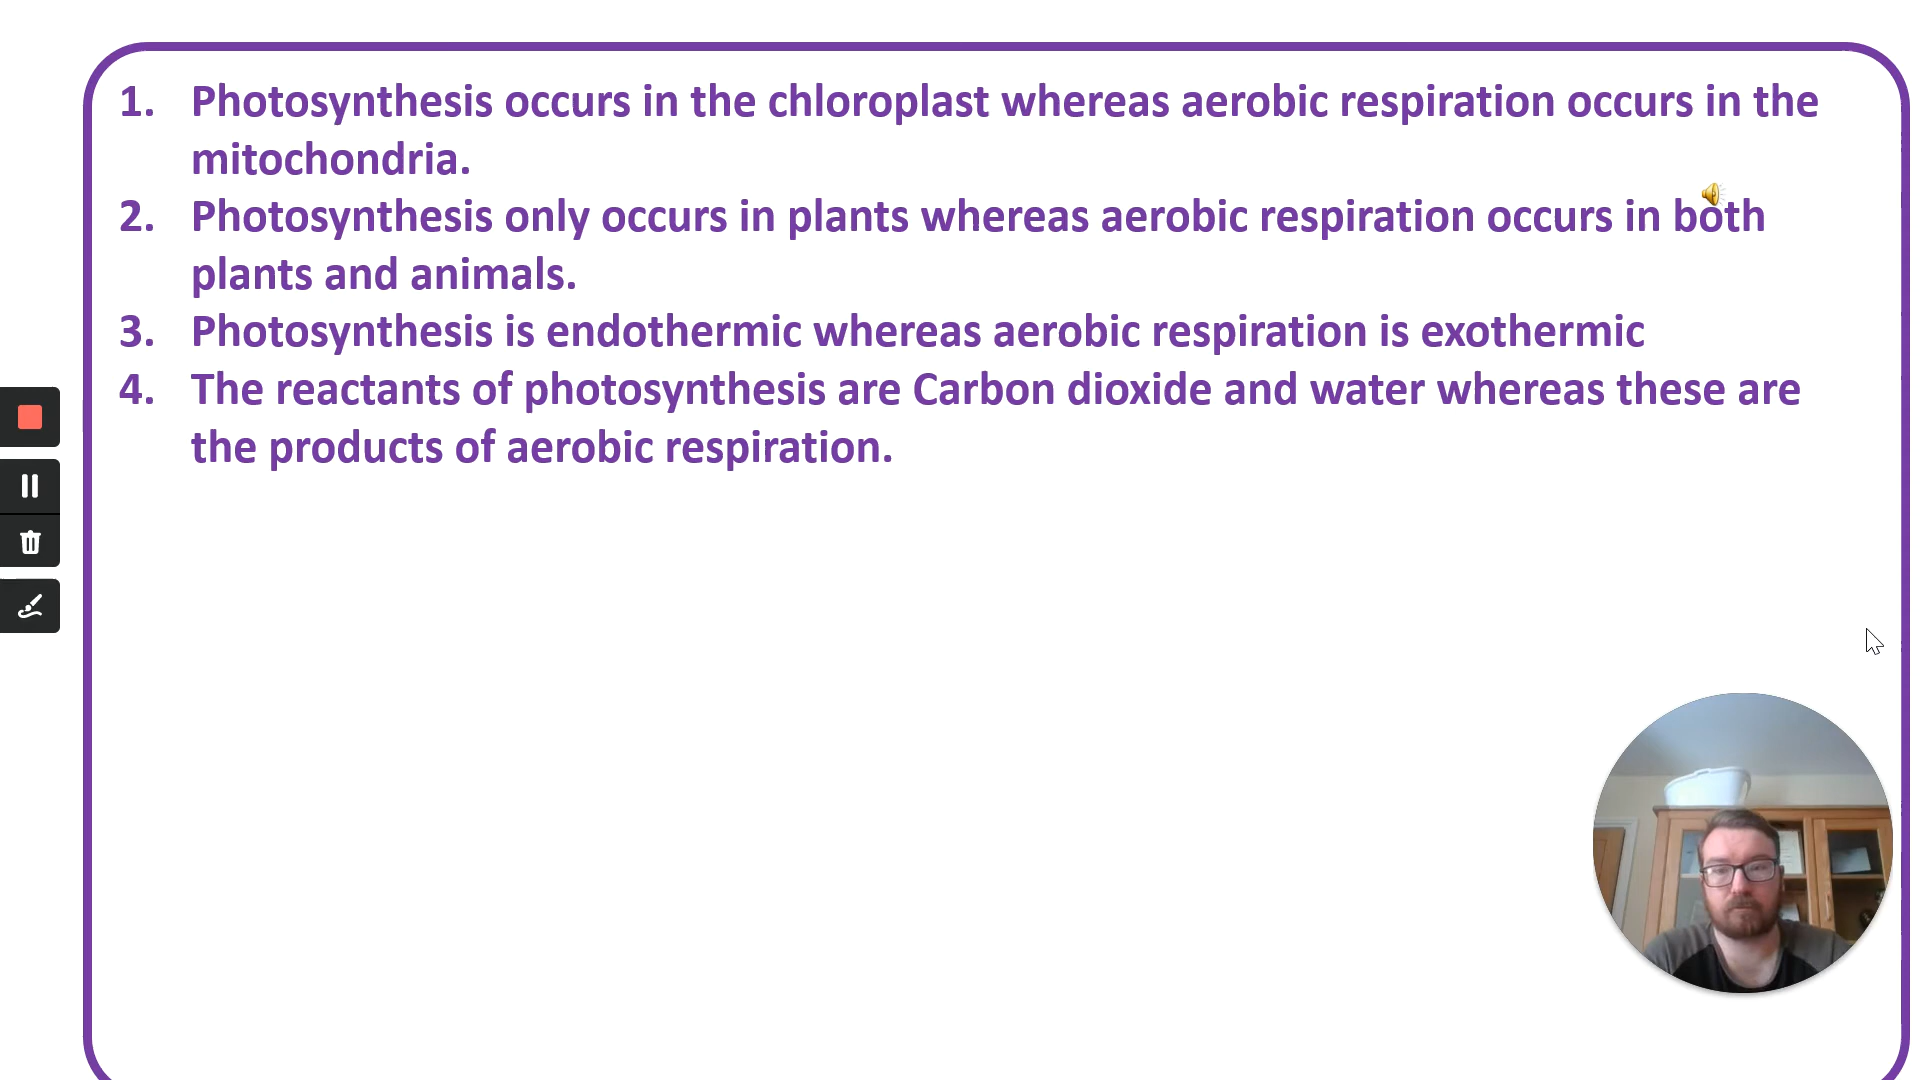 1. Photosynthesis occurs in the chloroplast whereas aerobic respiration occurs in the
mitochondria.
2. Photosynthesis only occurs in plants whereas aerobic respiration occurs in both
plants and animals.
3. Photosynthesis is endothermic whereas aerobic respiration is exothermic
4. The reactants of photosynthesis are Carbon dioxide and water whereas these are
the products of aerobic respiration.